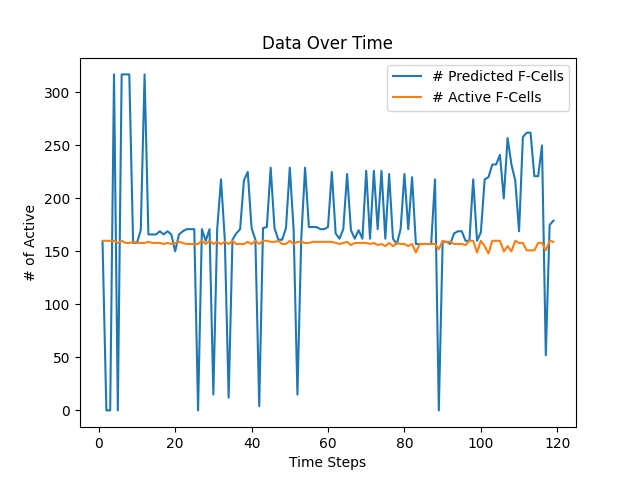 Data Over Time
# Predicted F-Cells
# Active F-Cells
# of Active
300
250
200
150
100
50
0
0 20 40 60 80 100 120
Time Steps